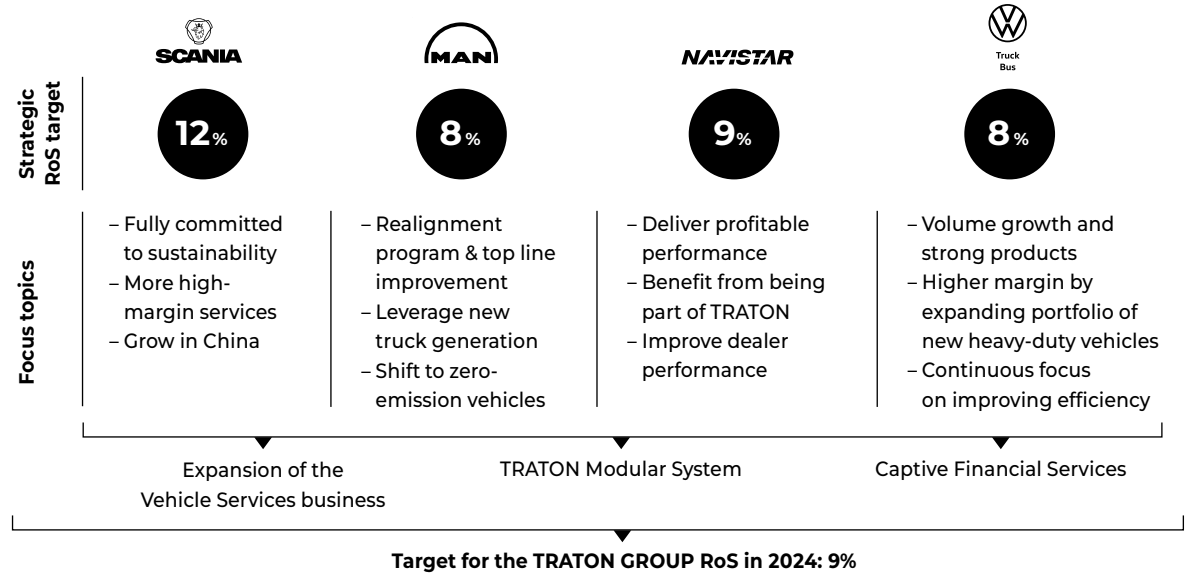 SCANIA
MAN
NAVISTAR
Truck
Bus
Strategic
RoS target
12%
8%
9%
8%
Focus topics
– Fully committed
to sustainability
– More high-
margin services
– Grow in China
– Realignment
program & top line
improvement
– Leverage new
truck generation
– Shift to zero-
emission vehicles
– Deliver profitable
performance
– Benefit from being
part of TRATON
– Improve dealer
performance
– Volume growth and
strong products
– Higher margin by
expanding portfolio of
new heavy-duty vehicles
– Continuous focus
on improving efficiency
Expansion of the
Vehicle Services business
TRATON Modular System
Captive Financial Services
Target for the TRATON GROUP RoS in 2024: 9%